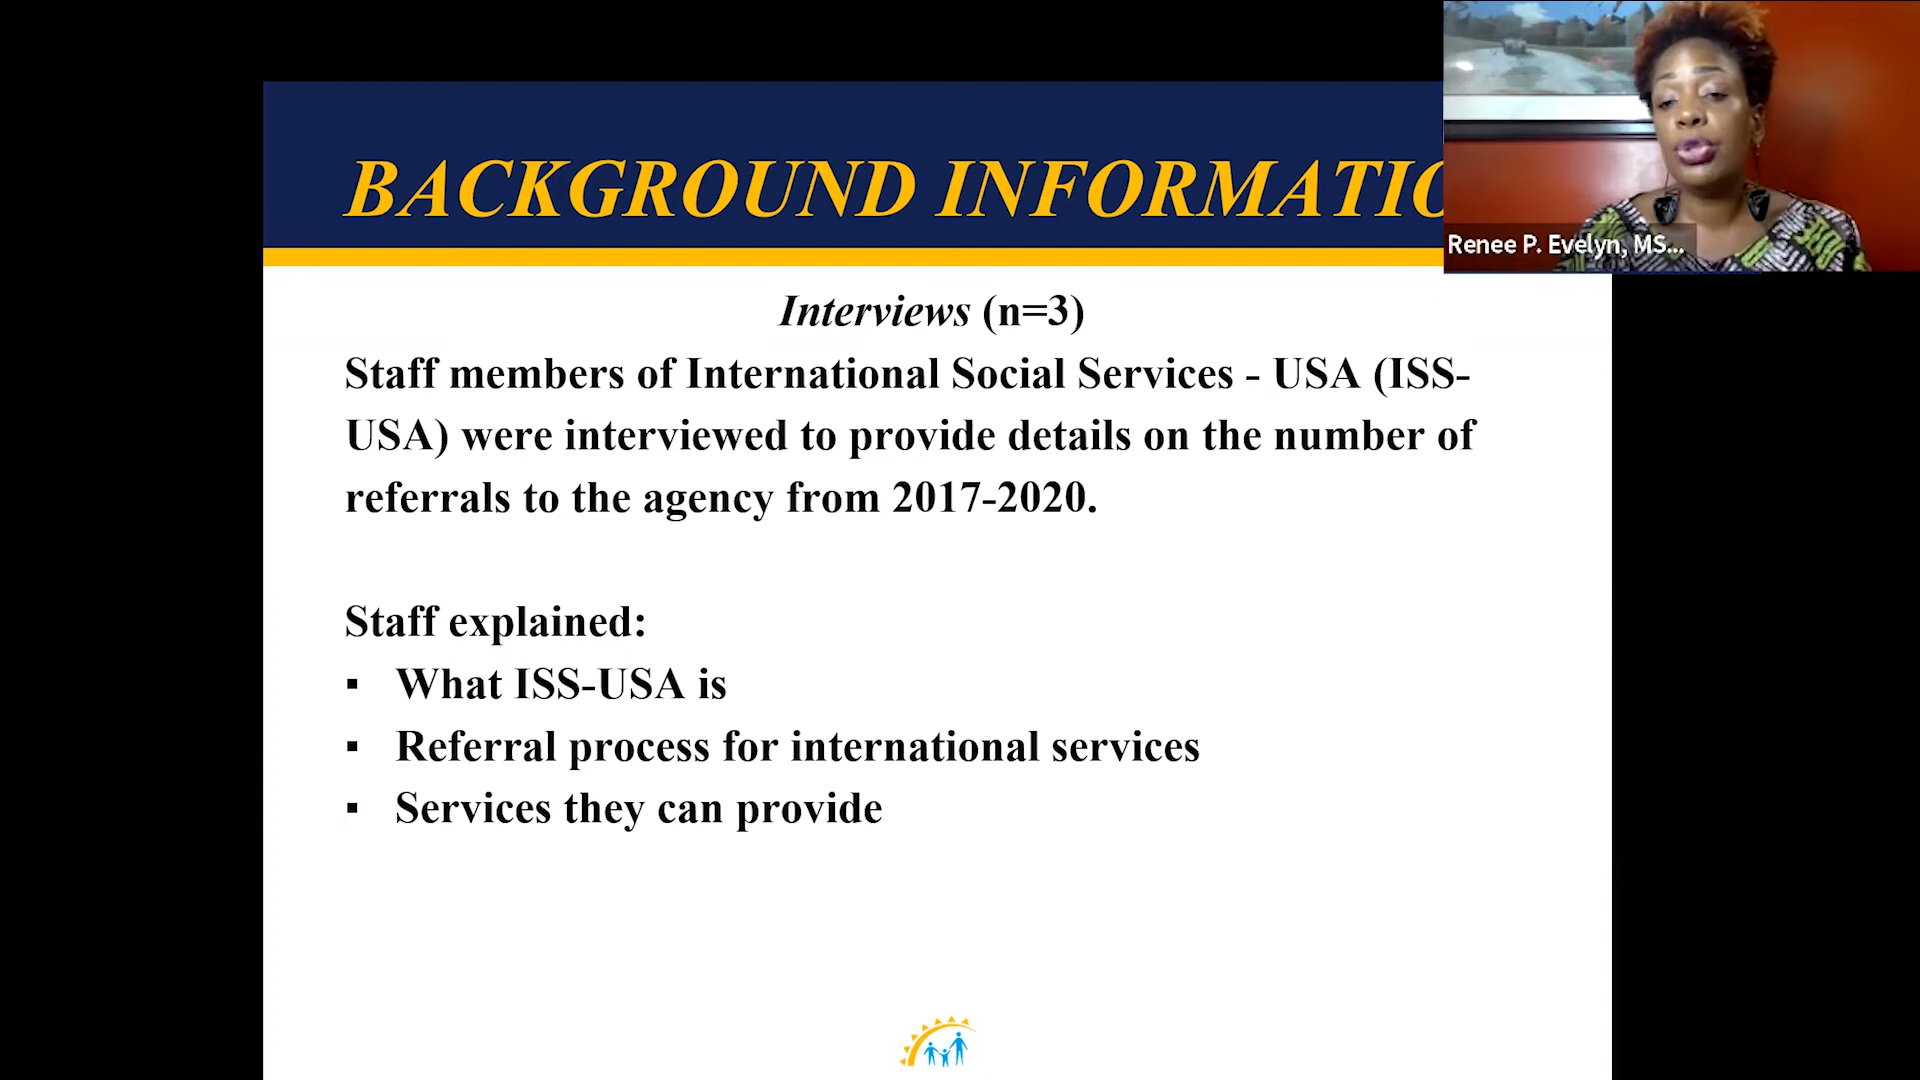 BACKGROUND INFORMATIO
Renee P. Evelyn, MS...
Interviews (n=3)
Staff members of International Social Services - USA (ISS-
USA) were interviewed to provide details on the number of
referrals to the agency from 2017-2020.
Staff explained:
▪ What ISS-USA is
▪ Referral process for international services
▪ Services they can provide